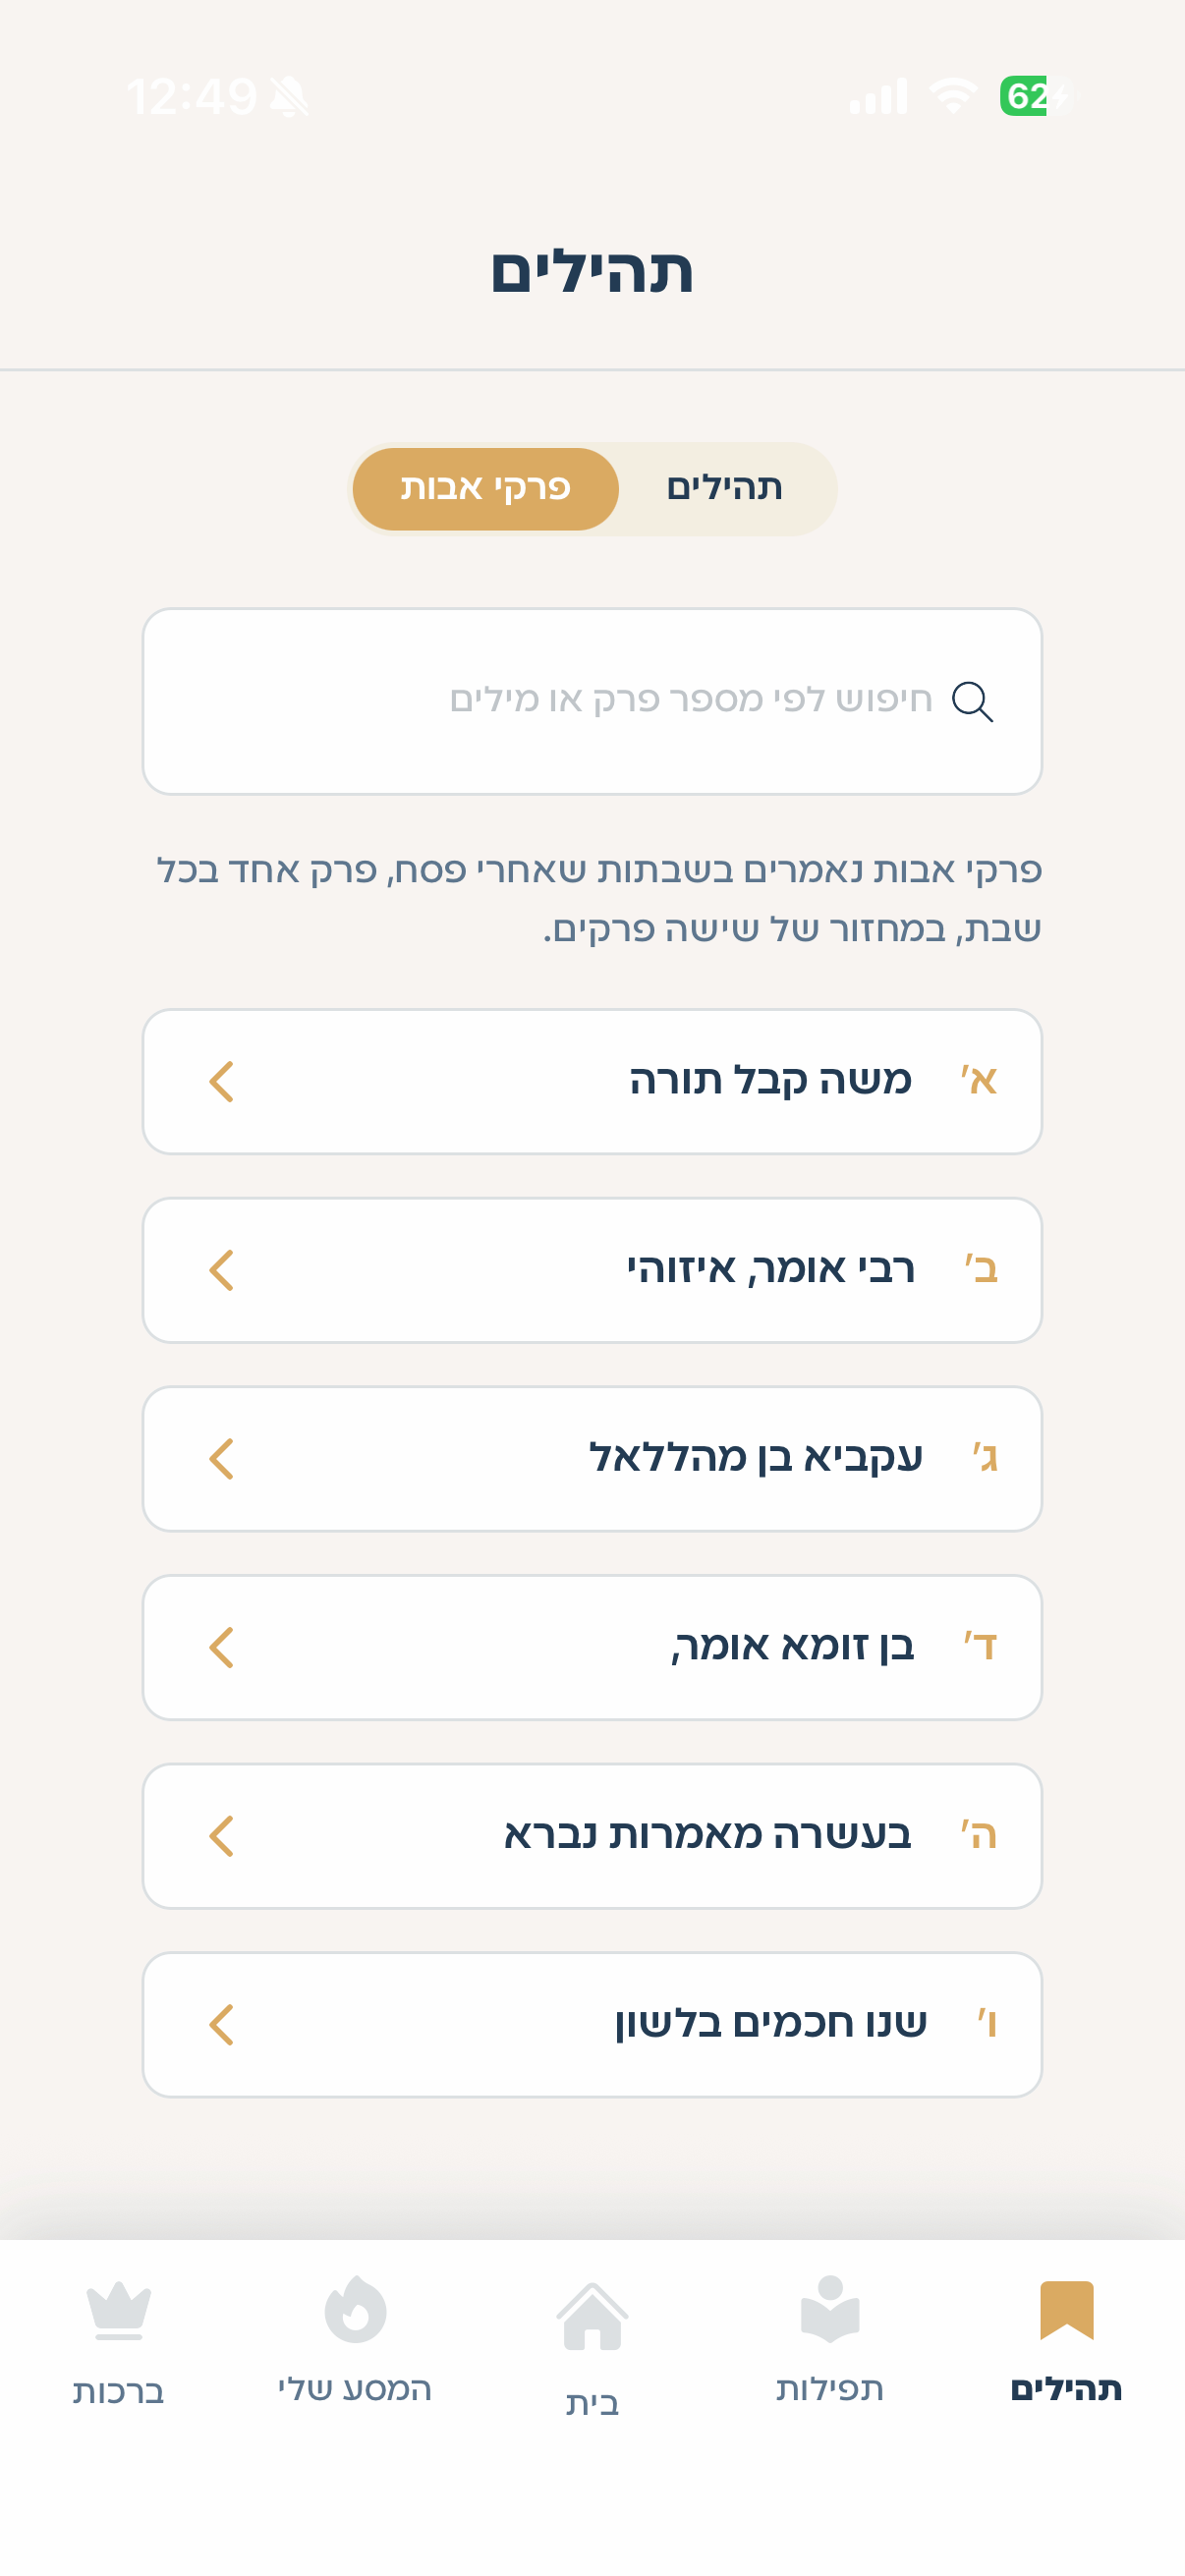 12:49
62
תהילים
תהילים
פרקי אבות
חיפוש לפי מספר פרק או מילים
פרקי אבות נאמרים בשבתות שאחרי פסח, פרק אחד בכל
שבת, במחזור של שישה פרקים.
א׳ משה קבל תורה
ב׳ רבי אומר, איזוהי
ג׳ עקביא בן מהללאל
ד׳ בן זומא אומר,
ה׳ בעשרה מאמרות נברא
ו׳ שנו חכמים בלשון
תהילים
תפילות
בית
המסע שלי
ברכות